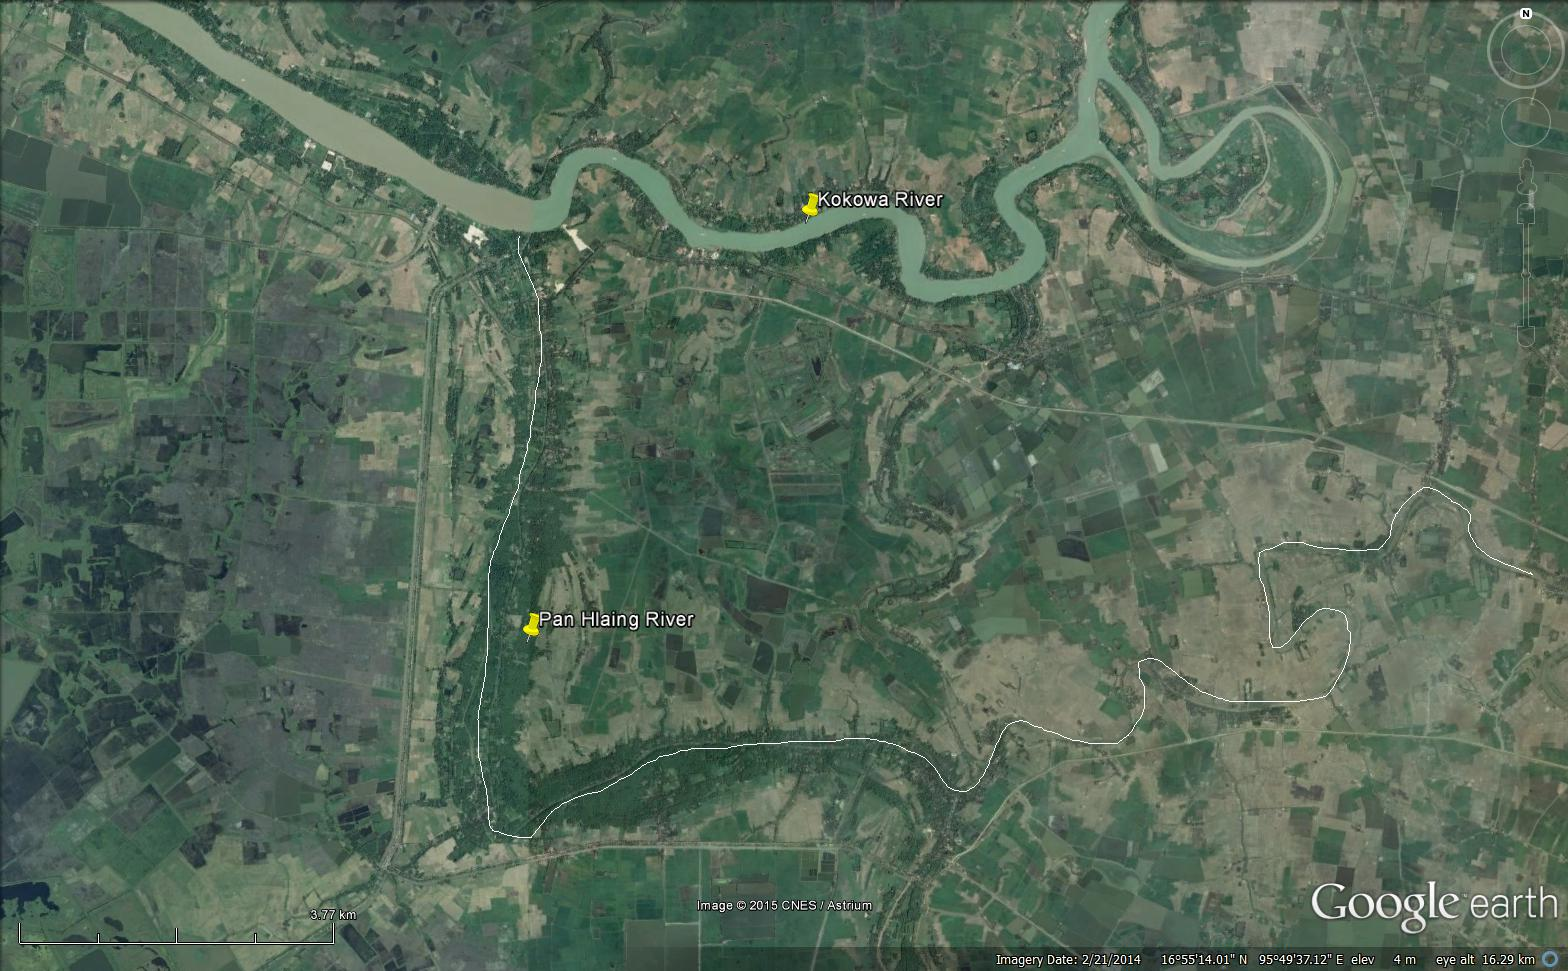 N
Kokowa River
Pan Hlaing River
3.77 km
Image © 2015 CNES / Astrium
Google earth
Imagery Date: 2/21/2014 16°55'14.01" N 95°49'37.12" E elev 4 m eye alt 16.29 km